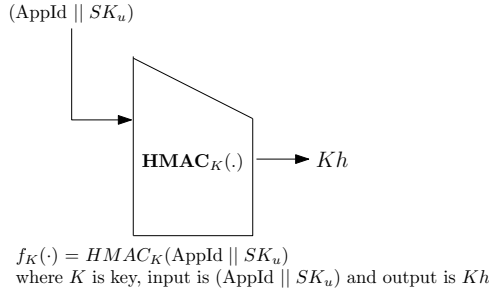 (AppId || SK_u)
HMAC_K(.)
Kh
f_K(·) = HMAC_K(AppId || SK_u)
where K is key, input is (AppId || SK_u) and output is Kh